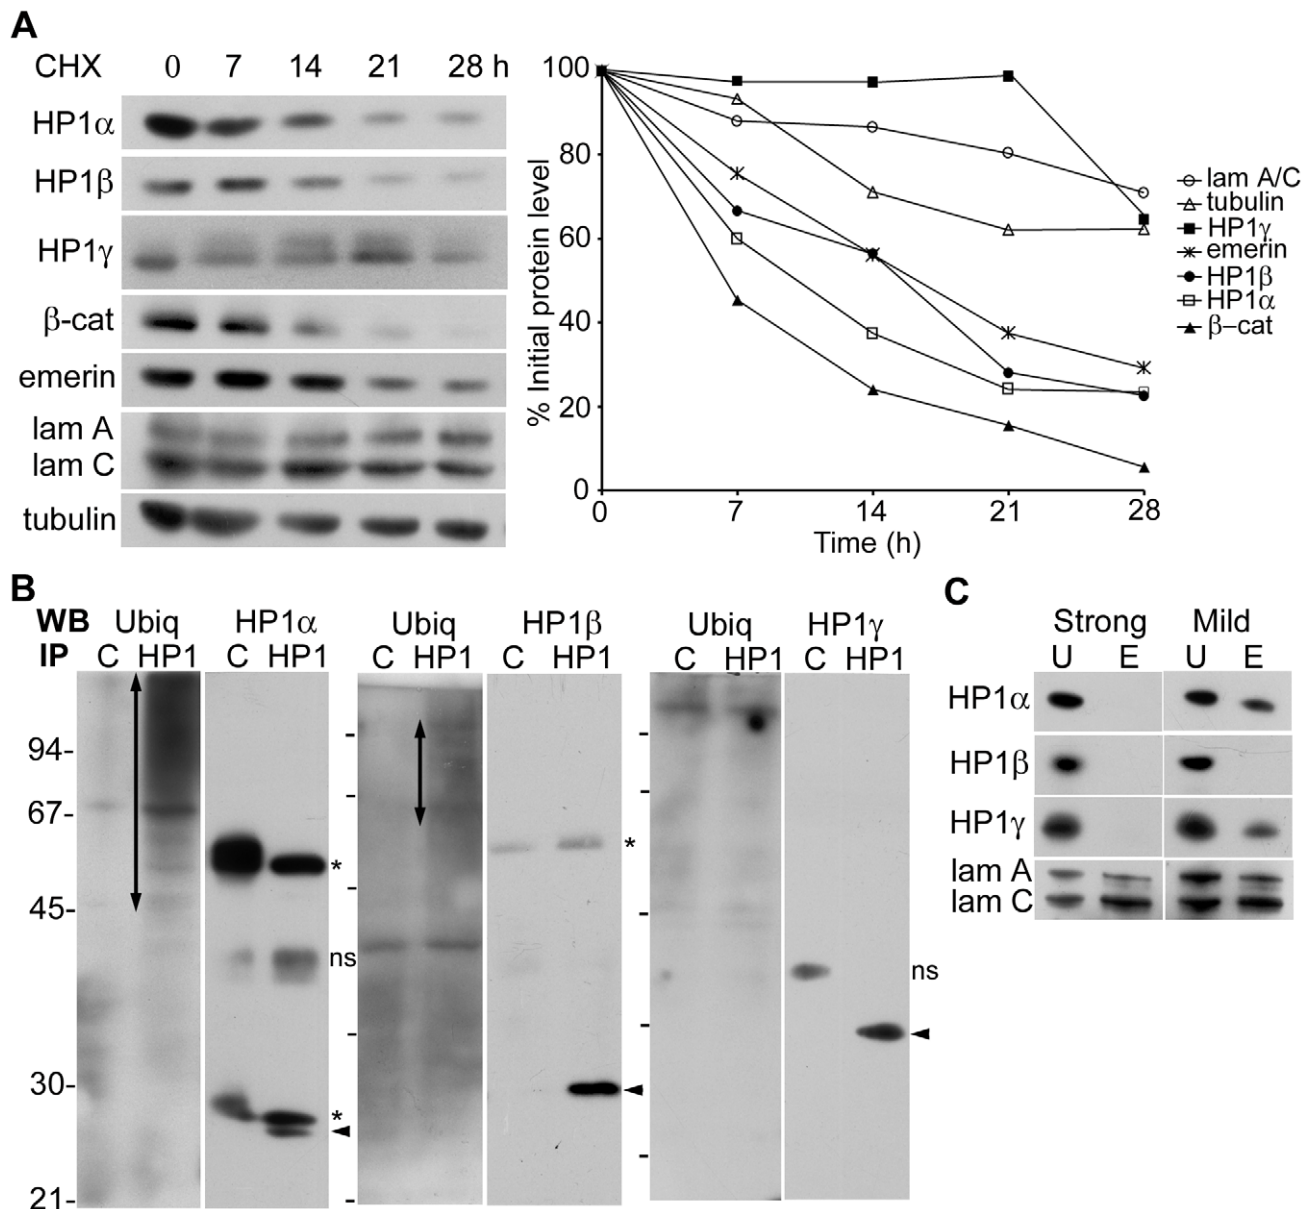 A
CHX 0 7 14 21 28 h
HP1α
HP1β
HP1γ
β-cat
emerin
lam A
lam C
tubulin
% Initial protein level
100
80
60
40
20
0
0 7 14 21 28
Time (h)
lam A/C
tubulin
HP1γ
emerin
HP1β
HP1α
β–cat
B
WB Ubiq HP1α Ubiq HP1β Ubiq HP1γ
IP C HP1 C HP1 C HP1 C HP1 C HP1 C HP1
94-
67-
45-
30-
21-
*
ns
*
*
ns
C
Strong Mild
U E U E
HP1α
HP1β
HP1γ
lam A
lam C